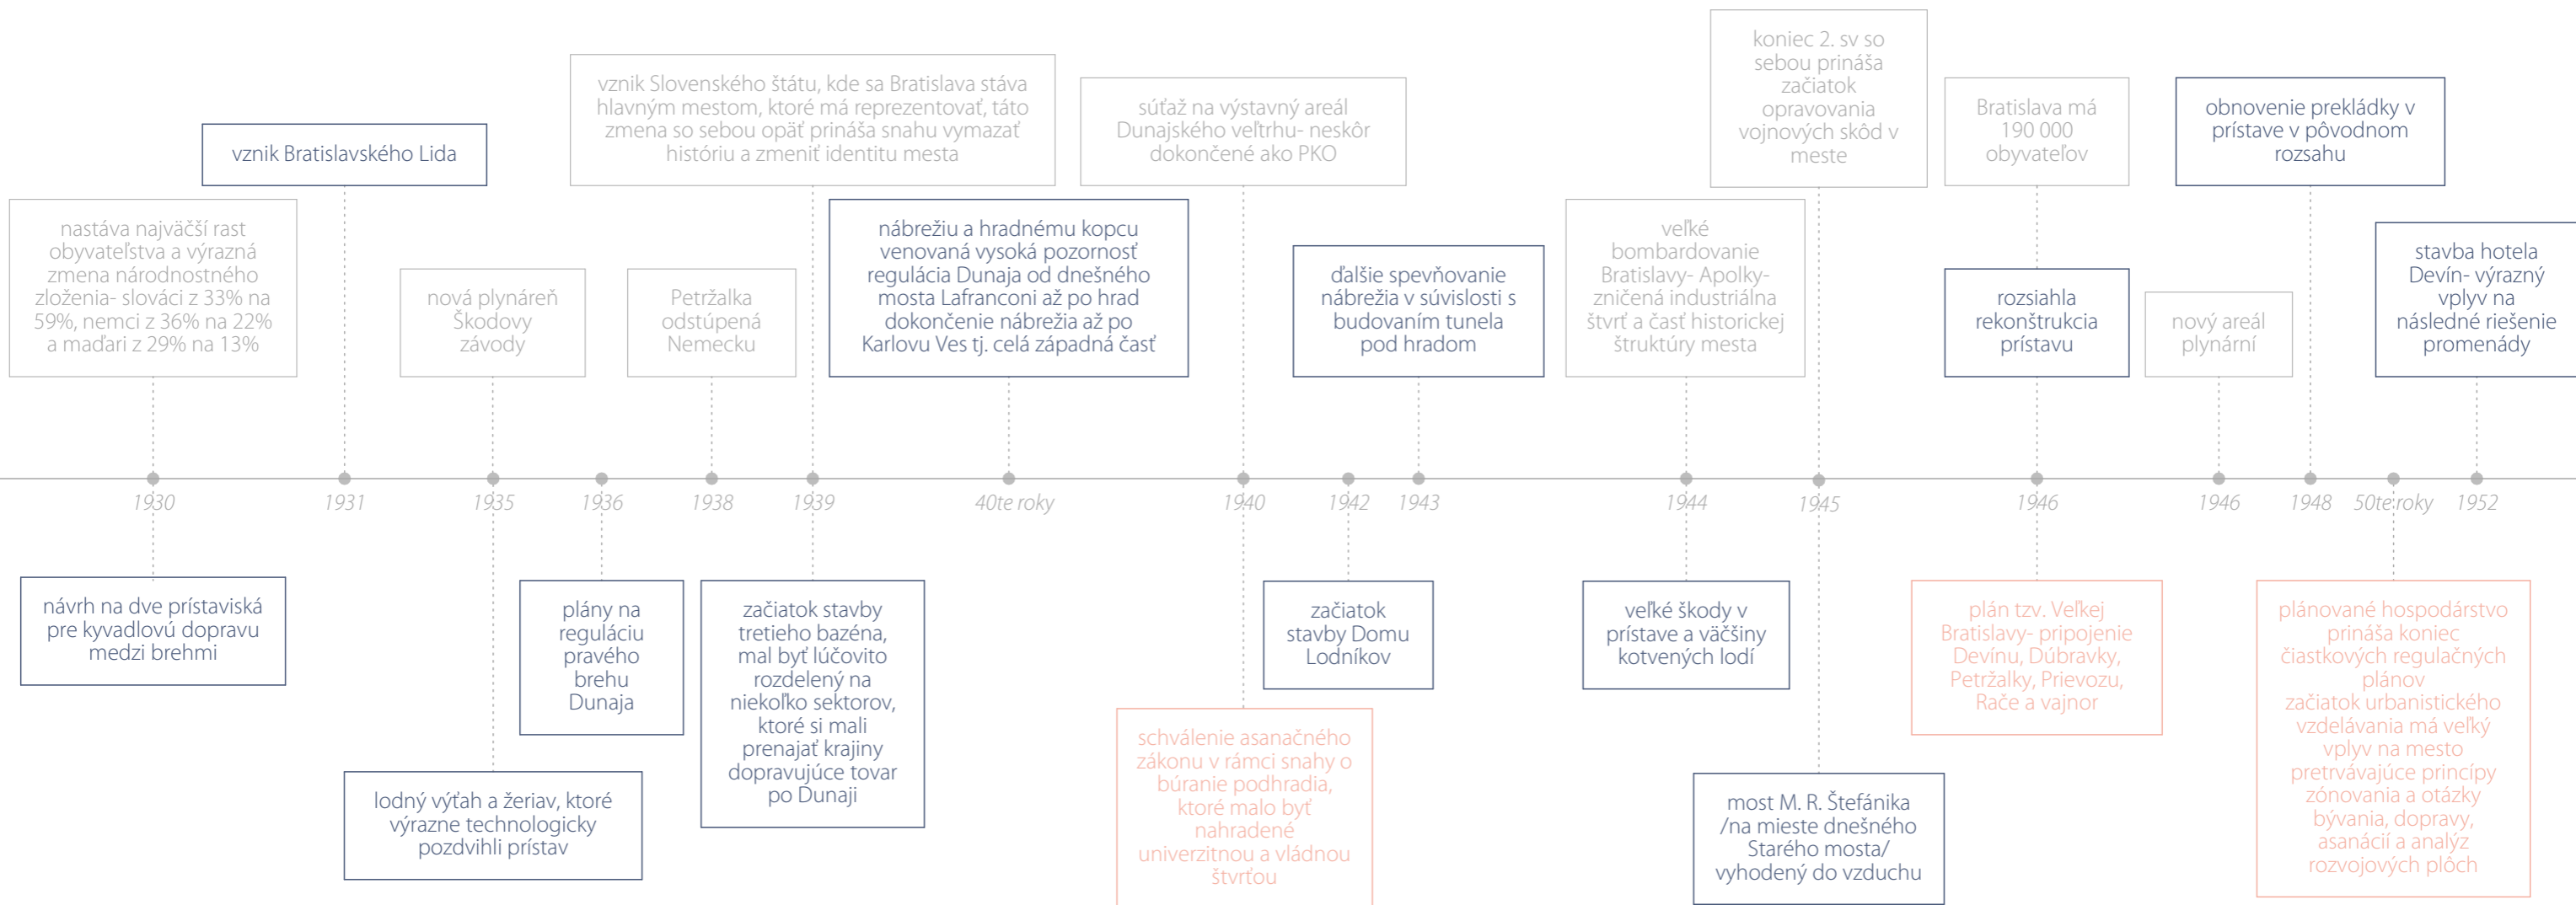 nastáva najväčší rast
obyvateľstva a výrazná
zmena národnostného
zloženia- slováci z 33% na
59%, nemci z 36% na 22%
a maďari z 29% na 13%
vznik Bratislavského Lida
nová plynáreň
Škodovy
závody
vznik Slovenského štátu, kde sa Bratislava stáva
hlavným mestom, ktoré má reprezentovať, táto
zmena so sebou opäť prináša snahu vymazať
históriu a zmeniť identitu mesta
Petržalka
odstúpená
Nemecku
nábrežiu a hradnému kopcu
venovaná vysoká pozornosť
regulácia Dunaja od dnešného
mosta Lafranconi až po hrad
dokončenie nábrežia až po
Karlovu Ves tj. celá západná časť
súťaž na výstavný areál
Dunajského veľtrhu- neskôr
dokončené ako PKO
ďalšie spevňovanie
nábrežia v súvislosti s
budovaním tunela
pod hradom
veľké
bombardovanie
Bratislavy- Apolky-
zničená industriálna
štvrť a časť historickej
štruktúry mesta
koniec 2. sv so
sebou prináša
začiatok
opravovania
vojnových skôd v
meste
Bratislava má
190 000
obyvateľov
rozsiahla
rekonštrukcia
prístavu
nový areál
plynární
obnovenie prekládky v
prístave v pôvodnom
rozsahu
stavba hotela
Devín- výrazný
vplyv na
následné riešenie
promenády
1930
1931
1935
1936
1938
1939
40te roky
1940
1942
1943
1944
1945
1946
1946
1948
50te roky
1952
návrh na dve prístaviská
pre kyvadlovú dopravu
medzi brehmi
lodný výťah a žeriav, ktoré
výrazne technologicky
pozdvihli prístav
plány na
reguláciu
pravého
brehu
Dunaja
začiatok stavby
tretieho bazéna,
mal byť lúčovito
rozdelený na
niekoľko sektorov,
ktoré si mali
prenajať krajiny
dopravujúce tovar
po Dunaji
schválenie asanačného
zákonu v rámci snahy o
búranie podhradia,
ktoré malo byť
nahradené
univerzitnou a vládnou
štvrťou
začiatok
stavby Domu
Lodníkov
veľké škody v
prístave a väčšiny
kotvených lodí
most M. R. Štefánika
/na mieste dnešného
Starého mosta/
vyhodený do vzduchu
plán tzv. Veľkej
Bratislavy- pripojenie
Devínu, Dúbravky,
Petržalky, Prievozu,
Rače a vajnor
plánované hospodárstvo
prináša koniec
čiastkových regulačných
plánov
začiatok urbanistického
vzdelávania má veľký
vplyv na mesto
pretrvávajúce princípy
zónovania a otázky
bývania, dopravy,
asanácií a analýz
rozvojových plôch